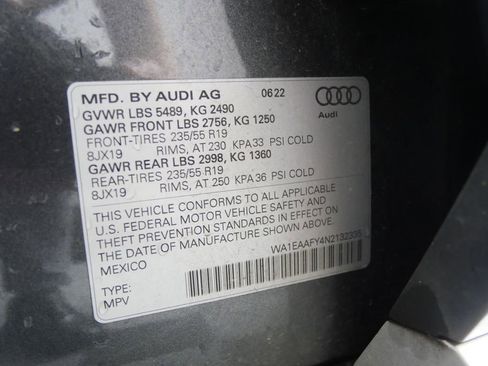 MFD. BY AUDI AG 06 22
GVWR LBS 5489, KG 2490
GAWR FRONT LBS 2756, KG 1250
FRONT-TIRES 235/55 R19
8JX19 RIMS, AT 230 KPA33 PSI COLD
GAWR REAR LBS 2998, KG 1360
REAR-TIRES 235/55 R19
8JX19 RIMS, AT 250 KPA36 PSI COLD
Audi
THIS VEHICLE CONFORMS TO ALL APPLICABLE
U.S. FEDERAL MOTOR VEHICLE SAFETY AND
THEFT PREVENTION STANDARDS IN EFFECT ON
THE DATE OF MANUFACTURE SHOWN ABOVE.
MEXICO
WA1EAAFY4N2132335
TYPE:
MPV